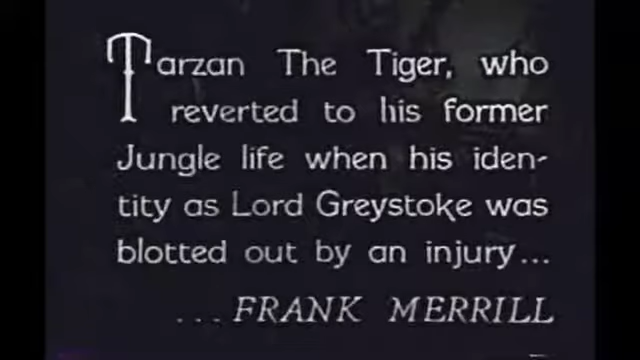 Tarzan The Tiger, who
reverted to his former
Jungle life when his iden-
tity as Lord Greystoke was
blotted out by an injury...
...FRANK MERRILL